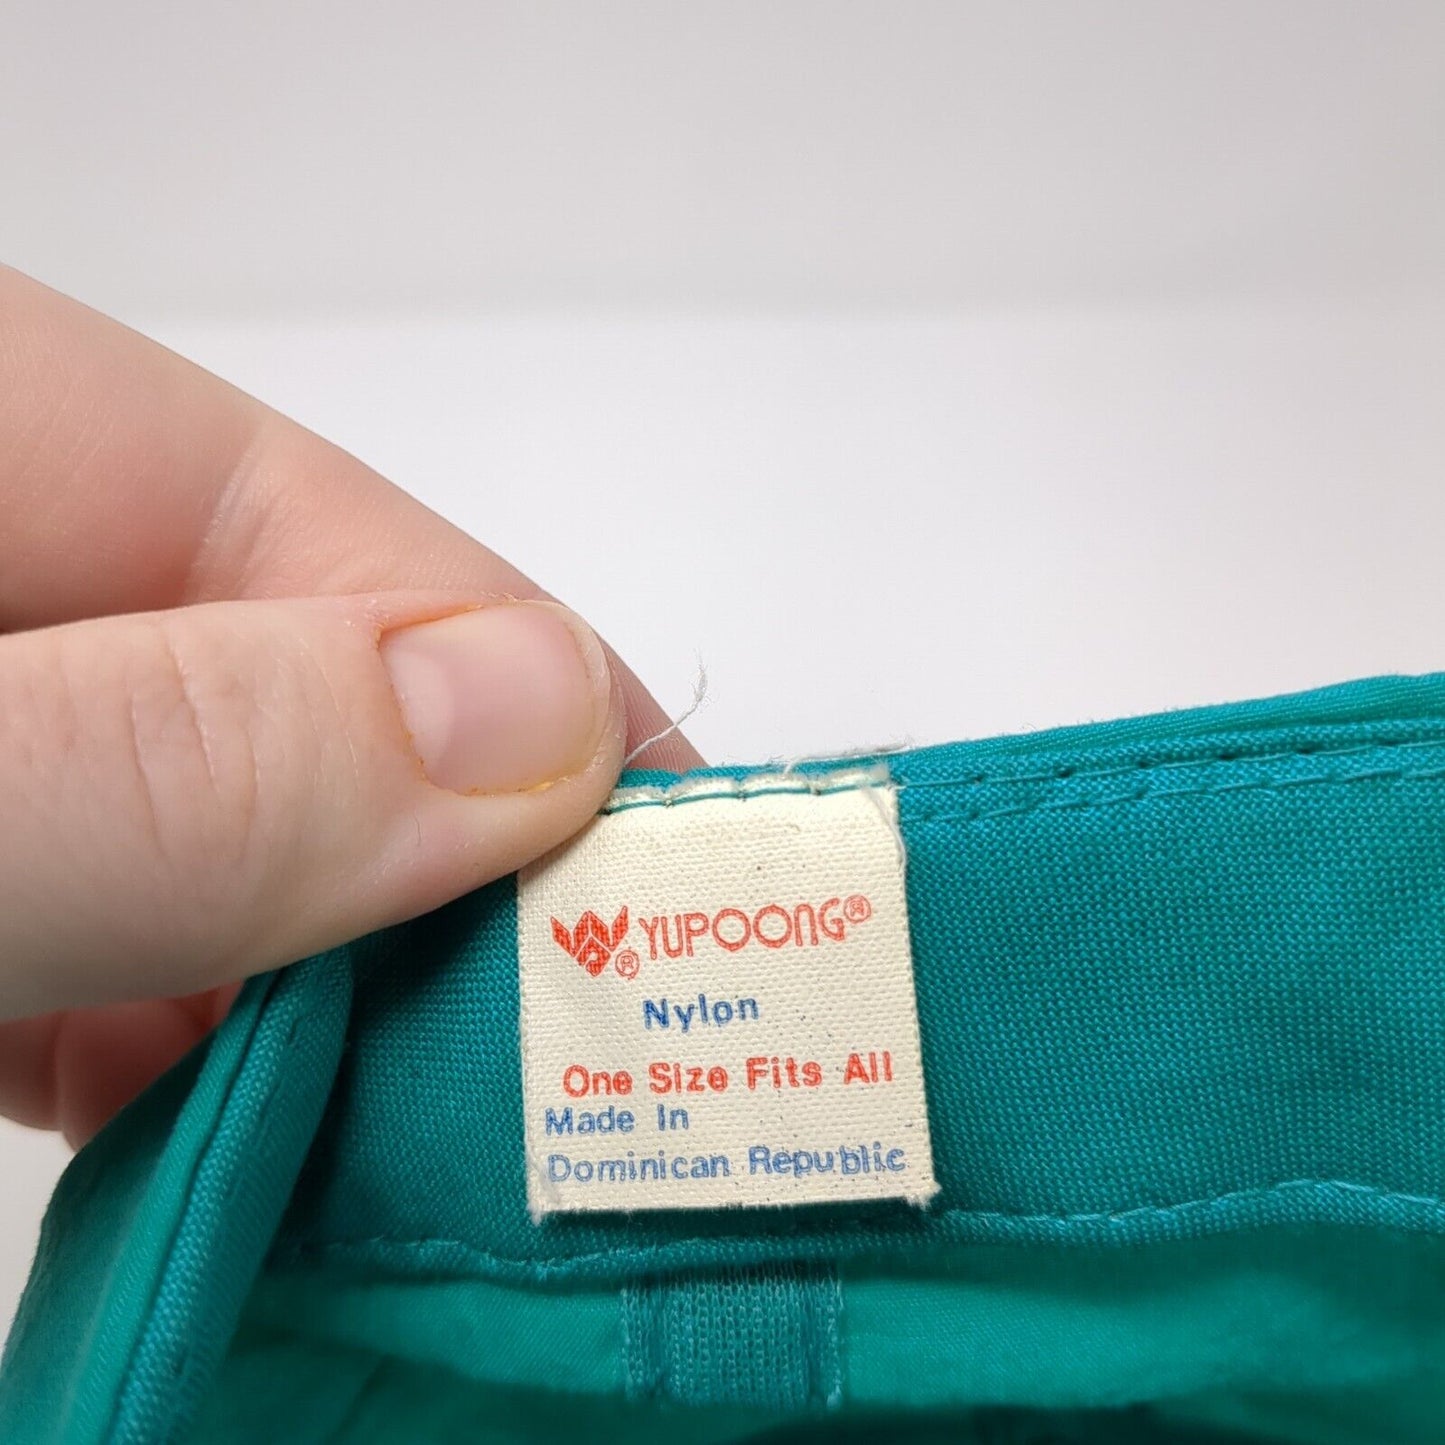 YUPOONG®
®
Nylon
One Size Fits All
Made In
Dominican Republic